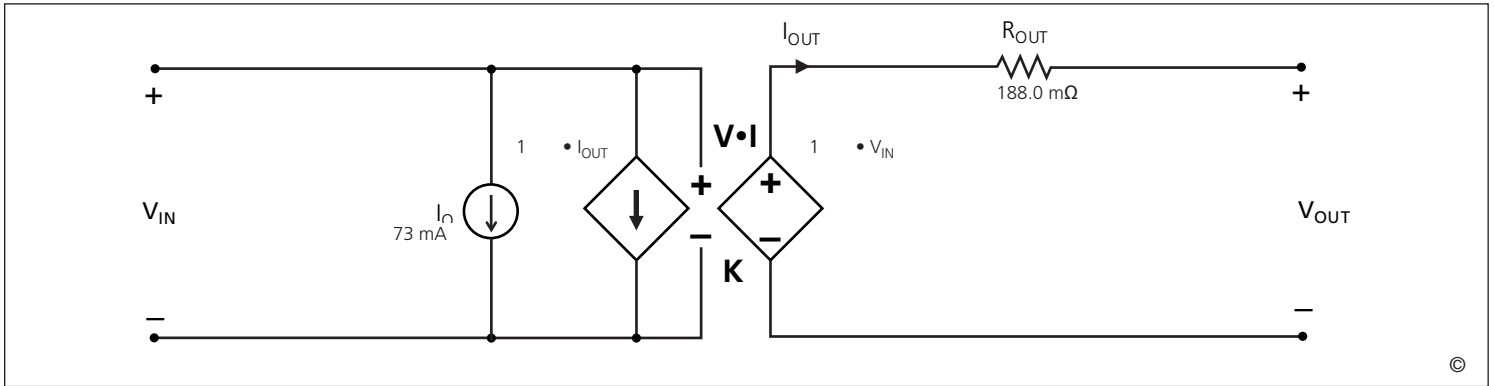 I_OUT
R_OUT
188.0 mΩ
+
+
1 • I_OUT
V•I
1 • V_IN
+
+
V_IN
I_Q
73 mA
V_OUT
–
–
K
–
–
©